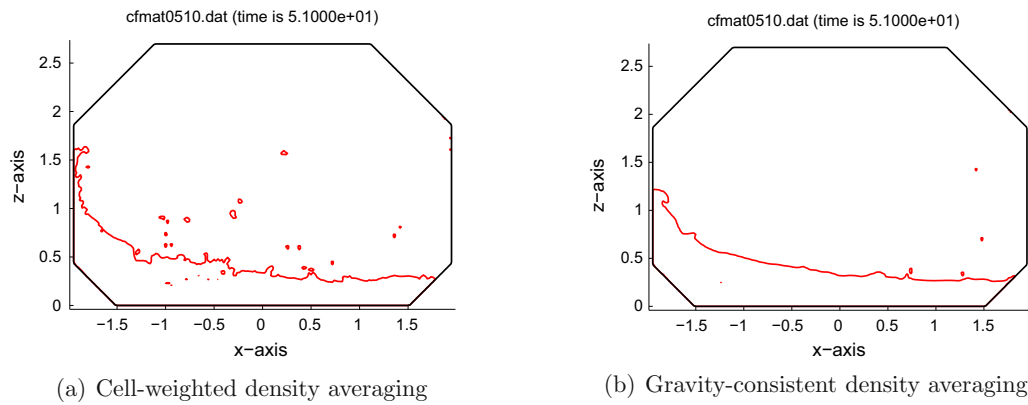 cfmat0510.dat (time is 5.1000e+01)
z−axis
2.5
2
1.5
1
0.5
0
−1.5 −1 −0.5 0 0.5 1 1.5
x−axis
(a) Cell-weighted density averaging
cfmat0510.dat (time is 5.1000e+01)
z−axis
2.5
2
1.5
1
0.5
0
−1.5 −1 −0.5 0 0.5 1 1.5
x−axis
(b) Gravity-consistent density averaging